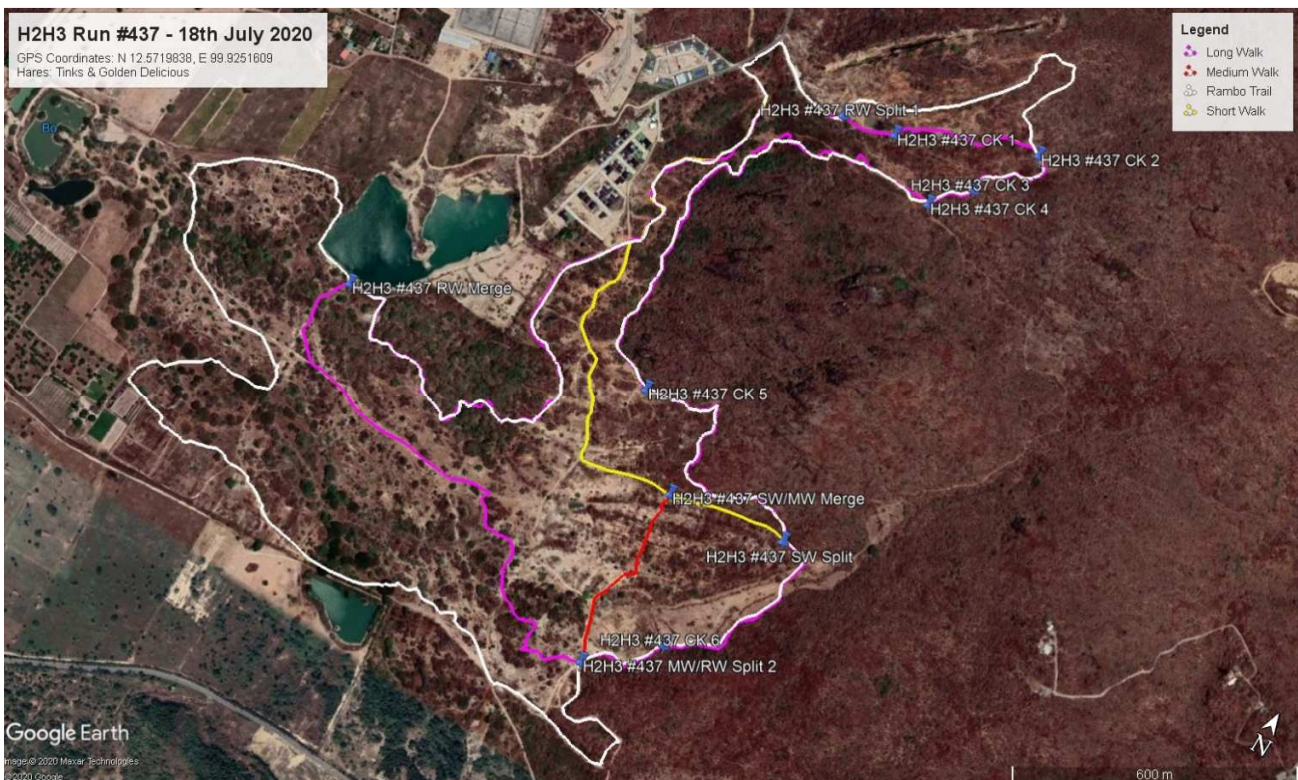 H2H3 Run #437 - 18th July 2020
GPS Coordinates: N 12.5719838, E 99.9251609
Hares: Tinks & Golden Delicious
Legend
Long Walk
Medium Walk
Rambo Trail
Short Walk
H2H3 #437 RW Split 1
H2H3 #437 CK 1
H2H3 #437 CK 2
H2H3 #437 CK 3
H2H3 #437 CK 4
H2H3 #437 RW Merge
H2H3 #437 CK 5
H2H3 #437 SW/MW Merge
H2H3 #437 SW Split
H2H3 #437 CK 6
H2H3 #437 MW/RW Split 2
Google Earth
Image © 2020 Maxar Technologies
© 2020 Google
N
600 m